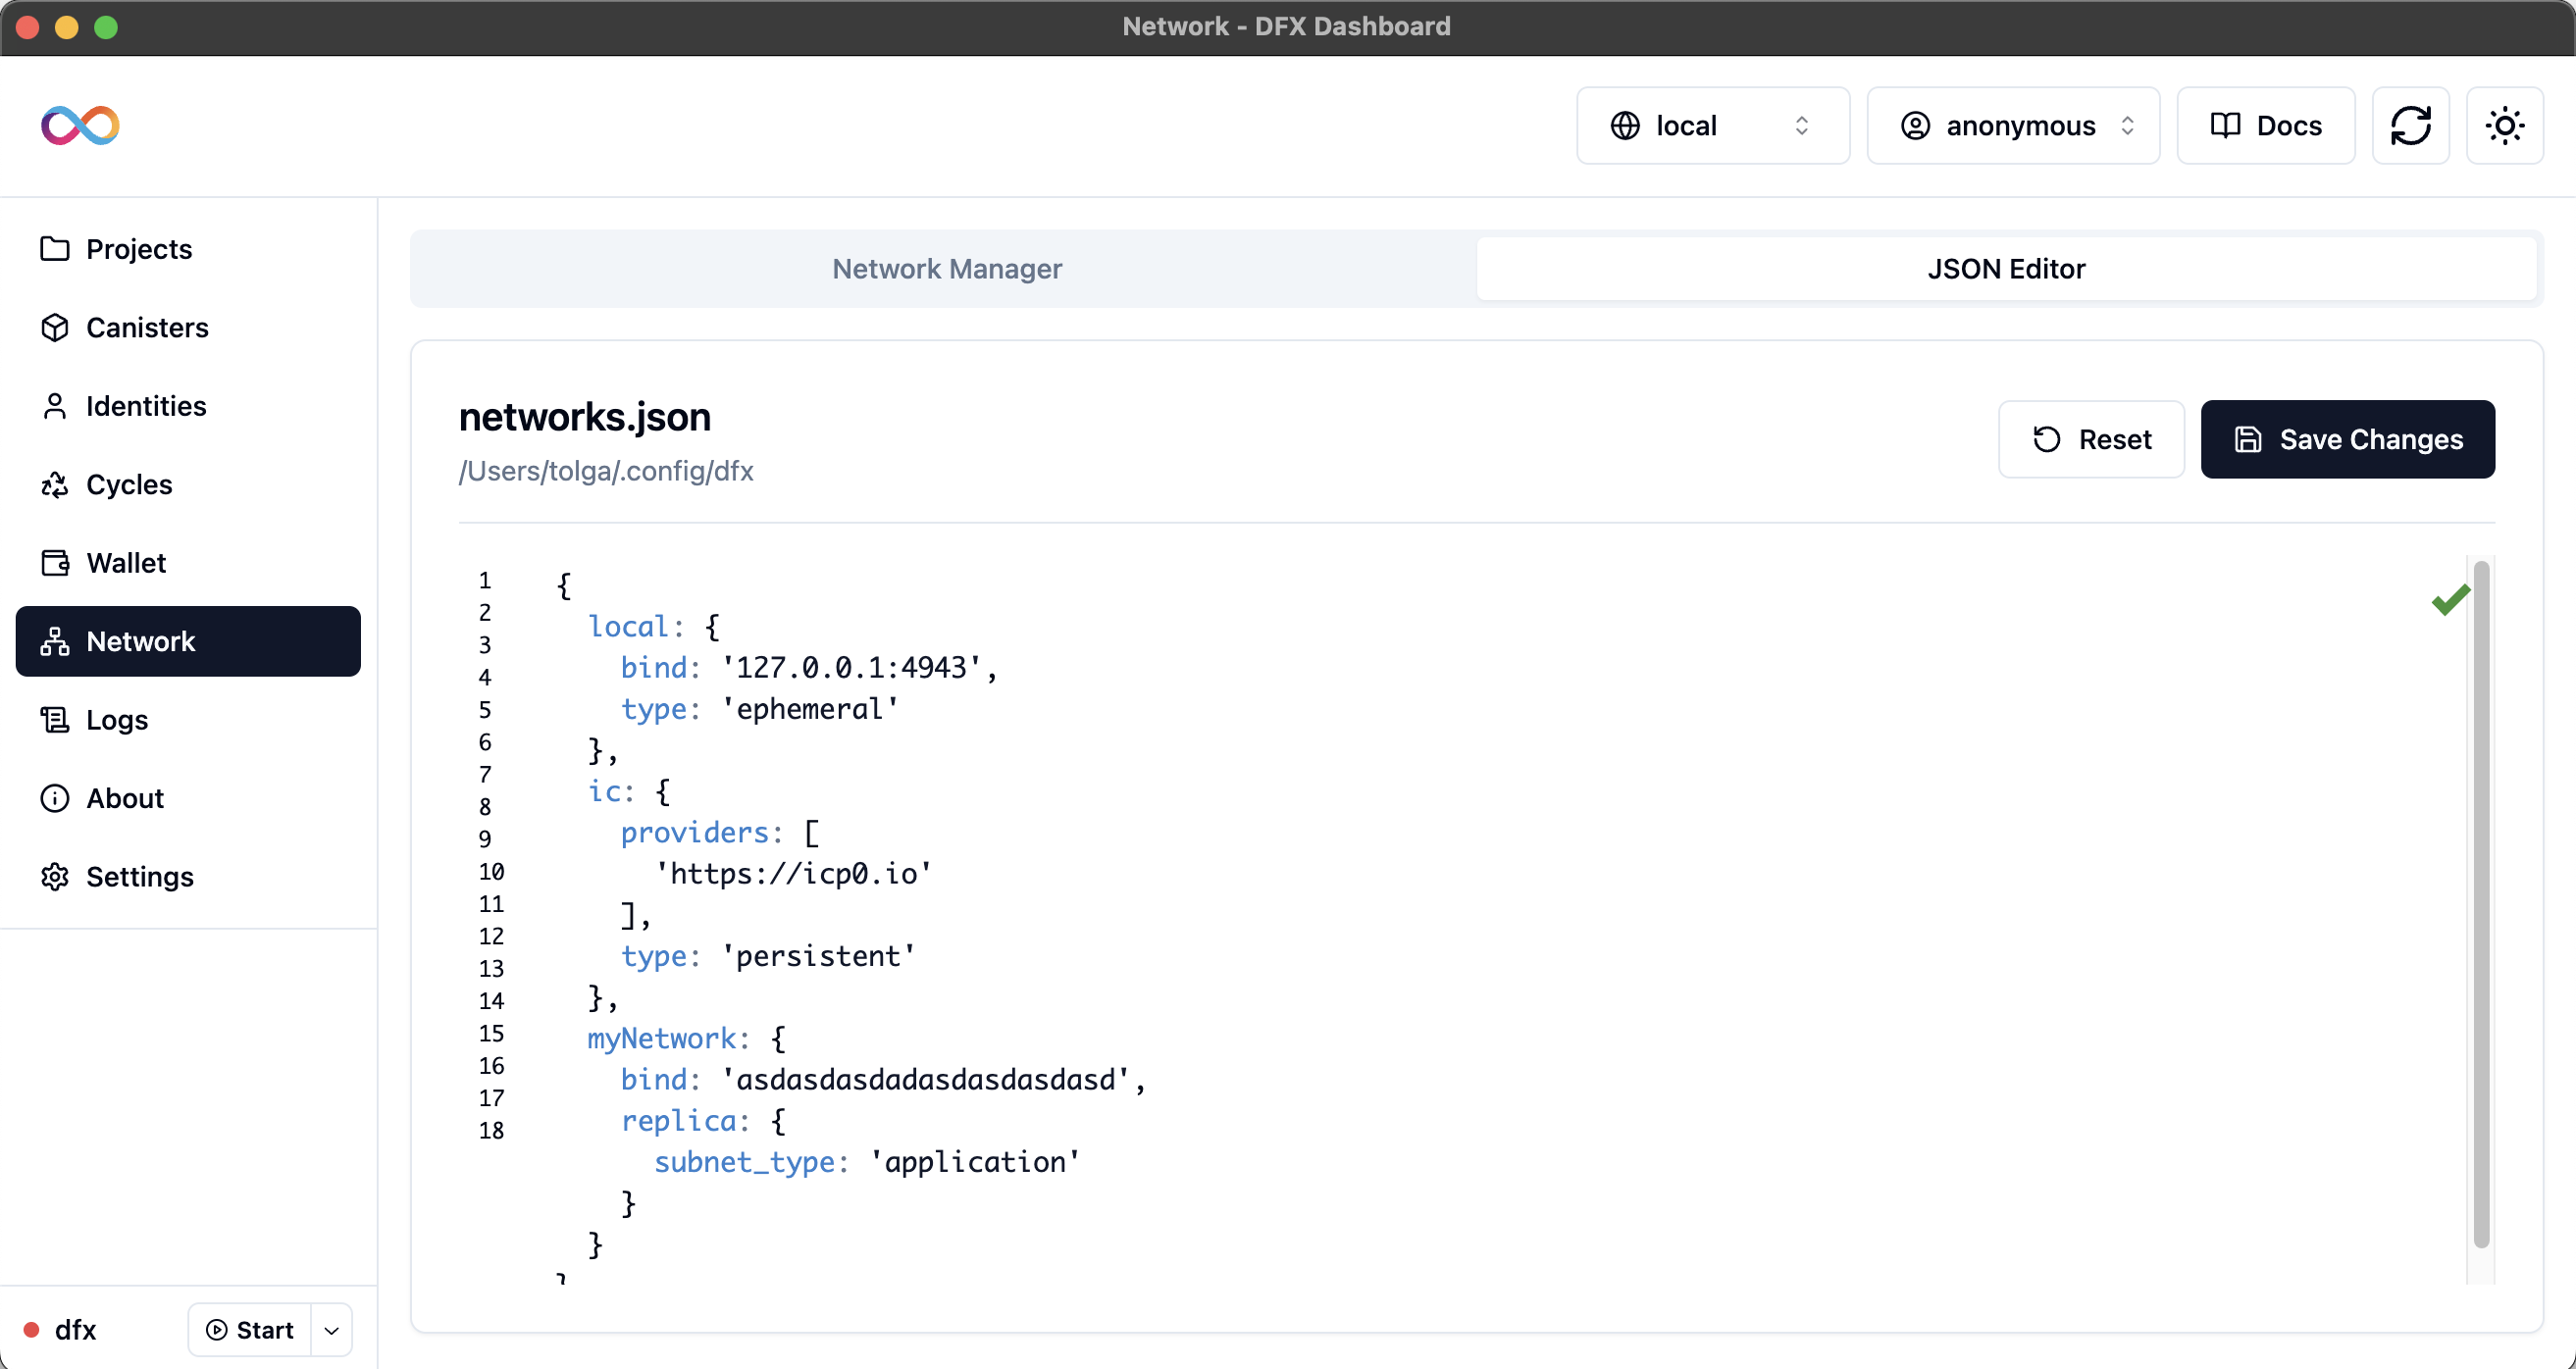 Network - DFX Dashboard
local
anonymous
Docs
Projects
Canisters
Identities
Cycles
Wallet
Network
Logs
About
Settings
dfx
Start
Network Manager
JSON Editor
networks.json
/Users/tolga/.config/dfx
Reset
Save Changes
1
2
3
4
5
6
7
8
9
10
11
12
13
14
15
16
17
18
{
local: {
bind: '127.0.0.1:4943',
type: 'ephemeral'
},
ic: {
providers: [
'https://icp0.io'
],
type: 'persistent'
},
myNetwork: {
bind: 'asdasdasdadasdasdasdasd',
replica: {
subnet_type: 'application'
}
}
}